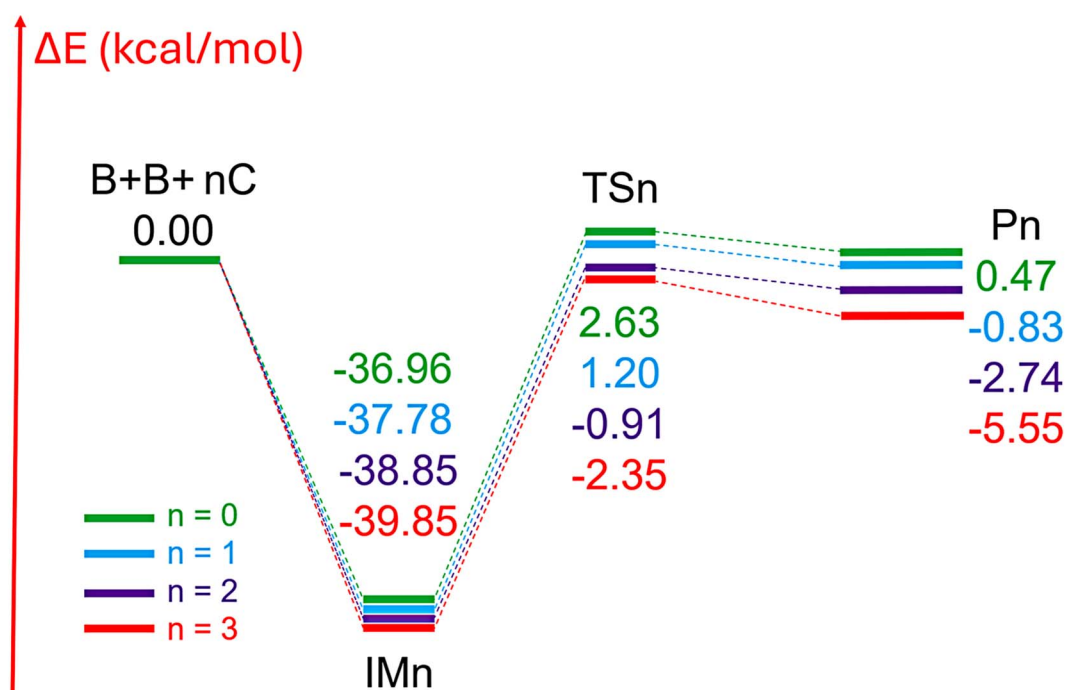 ΔE (kcal/mol)
B+B+ nC
0.00
TSn
Pn
0.47
-0.83
-2.74
-5.55
2.63
1.20
-0.91
-2.35
-36.96
-37.78
-38.85
-39.85
n = 0
n = 1
n = 2
n = 3
IMn